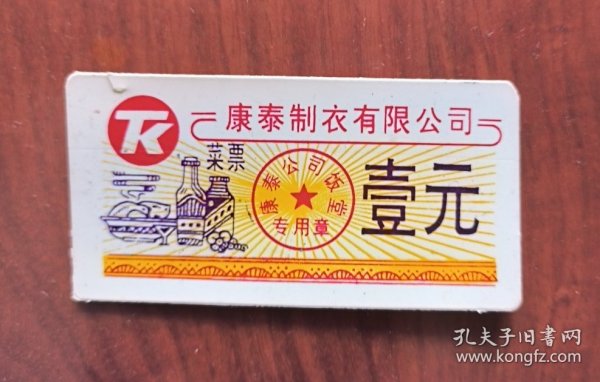 TK
康泰制衣有限公司
菜票
康泰公司饭堂
专用章
壹元
孔夫子旧书网
www.kongfz.com